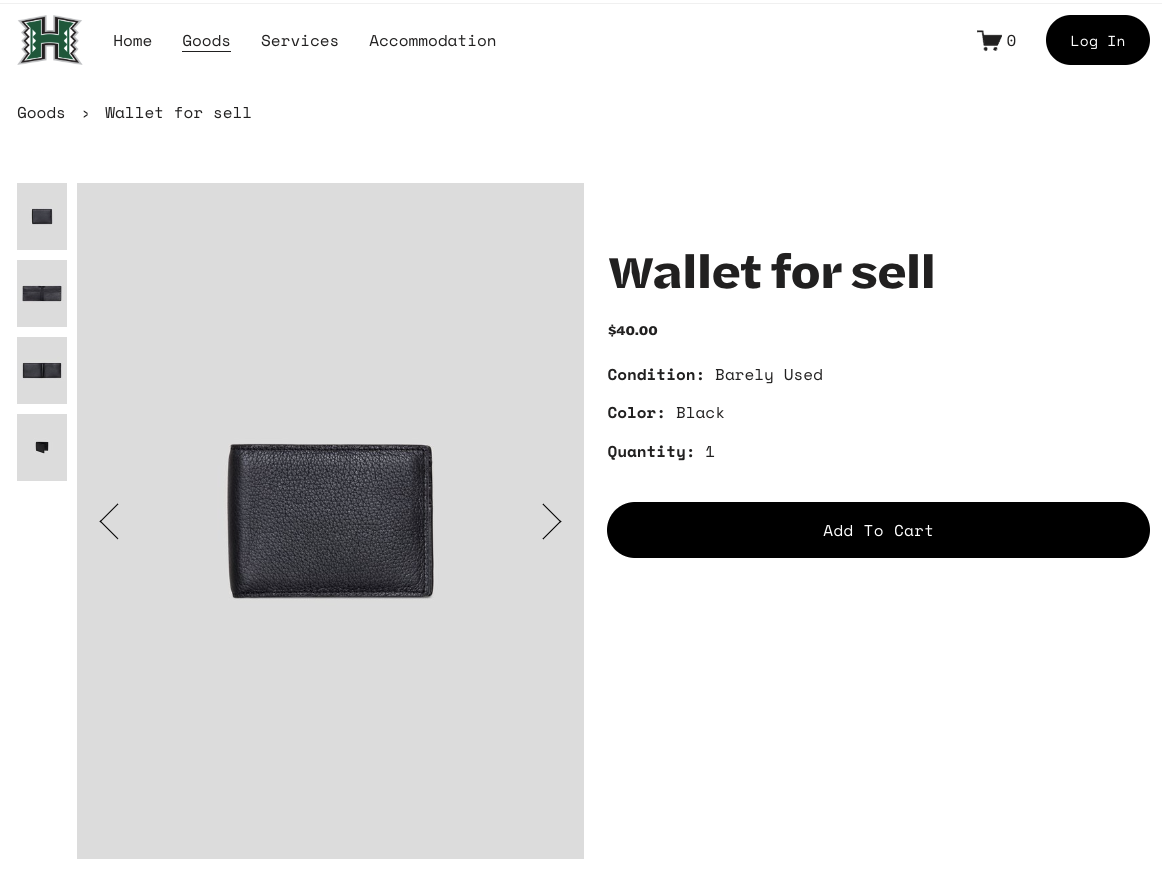 H
Home Goods Services Accommodation 0 Log In
Goods › Wallet for sell
Wallet for sell
$40.00
Condition: Barely Used
Color: Black
Quantity: 1
Add To Cart